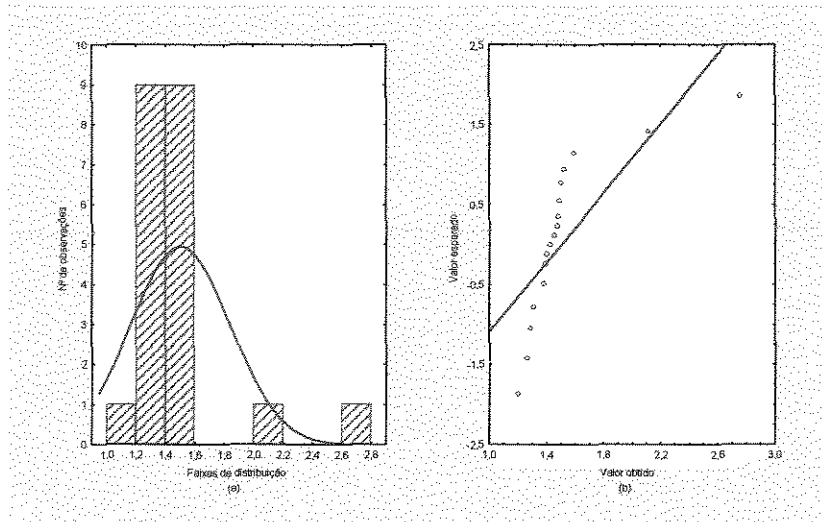 10
9
8
7
6
5
4
3
2
1
0
Nº de observações
1,0 1,2 1,4 1,6 1,8 2,0 2,2 2,4 2,6 2,8
Faixas de distribuição
(a)
2,5
1,5
0,5
-0,5
-1,5
-2,5
Valor esparado
1,0 1,4 1,8 2,2 2,6 3,0
Valor obtido
(b)